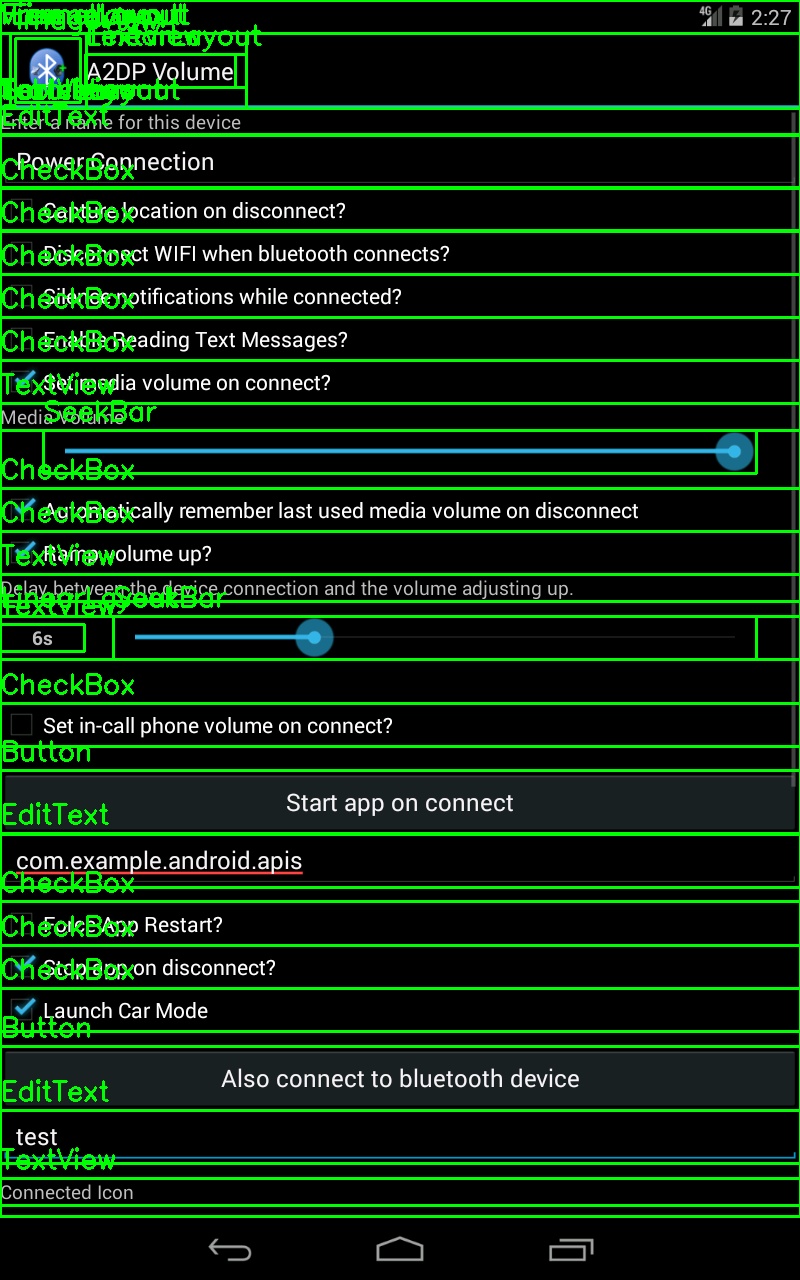 4G 2:27
TextView
A2DP Volume
EditText
Enter a name for this device
CheckBox
Power Connection
CheckBox
Capture location on disconnect?
CheckBox
Disconnect WIFI when bluetooth connects?
CheckBox
Silence notifications while connected?
CheckBox
Enable Reading Text Messages?
TextView
Set media volume on connect?
SeekBar
Media Volume
CheckBox
CheckBox
Automatically remember last used media volume on disconnect
TextView
Ramp volume up?
Delay between the device connection and the volume adjusting up.
SeekBar
TextView
6s
CheckBox
Set in-call phone volume on connect?
Button
Start app on connect
EditText
com.example.android.apis
CheckBox
CheckBox
Force App Restart?
CheckBox
Stop app on disconnect?
Launch Car Mode
Button
Also connect to bluetooth device
EditText
test
TextView
Connected Icon